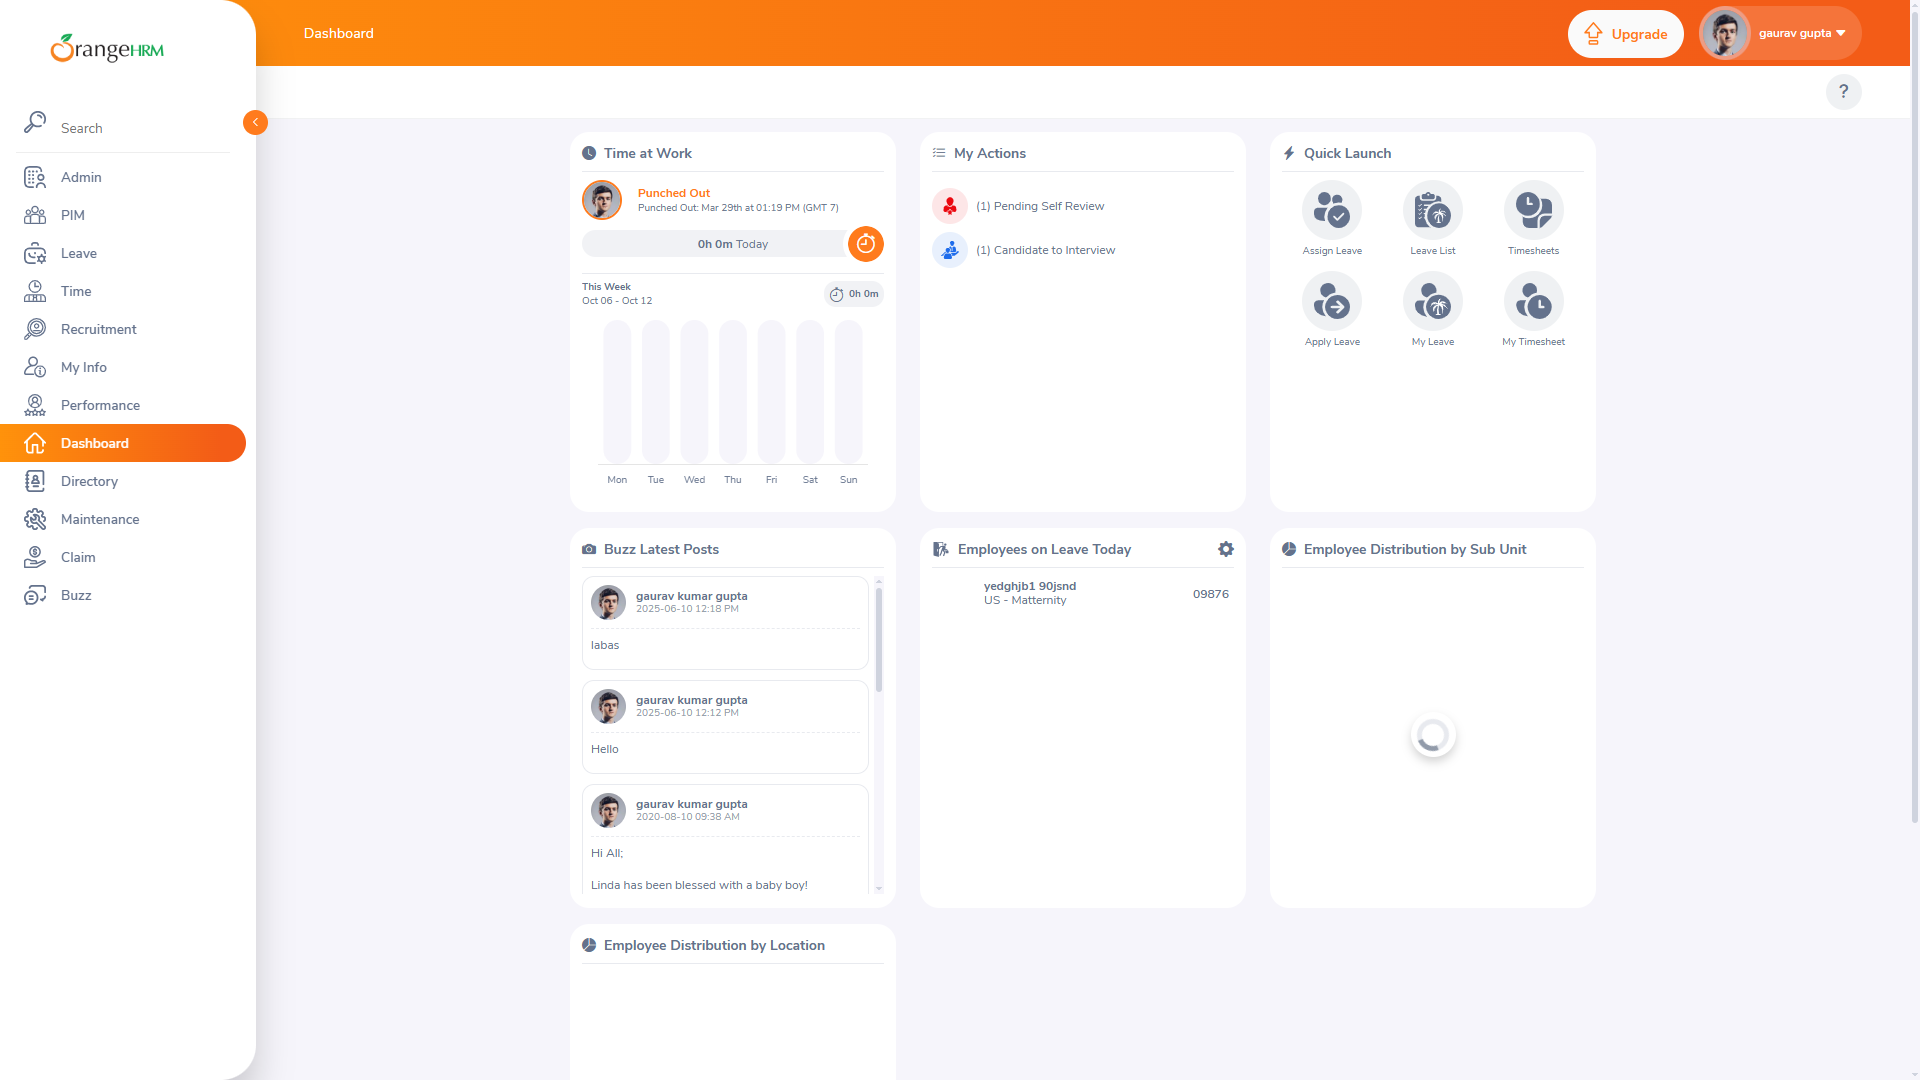 OrangeHRM
Search
Admin
PIM
Leave
Time
Recruitment
My Info
Performance
Dashboard
Directory
Maintenance
Claim
Buzz
Dashboard
Upgrade
gaurav gupta
?
Time at Work
Punched Out
Punched Out: Mar 29th at 01:19 PM (GMT 7)
0h 0m Today
This Week
Oct 06 - Oct 12
0h 0m
Mon Tue Wed Thu Fri Sat Sun
My Actions
(1) Pending Self Review
(1) Candidate to Interview
Quick Launch
Assign Leave Leave List Timesheets
Apply Leave My Leave My Timesheet
Buzz Latest Posts
gaurav kumar gupta
2025-06-10 12:18 PM
labas
gaurav kumar gupta
2025-06-10 12:12 PM
Hello
gaurav kumar gupta
2020-08-10 09:38 AM
Hi All;
Linda has been blessed with a baby boy!
Employees on Leave Today
yedghjb1 90jsnd
US - Matternity
09876
Employee Distribution by Sub Unit
Employee Distribution by Location